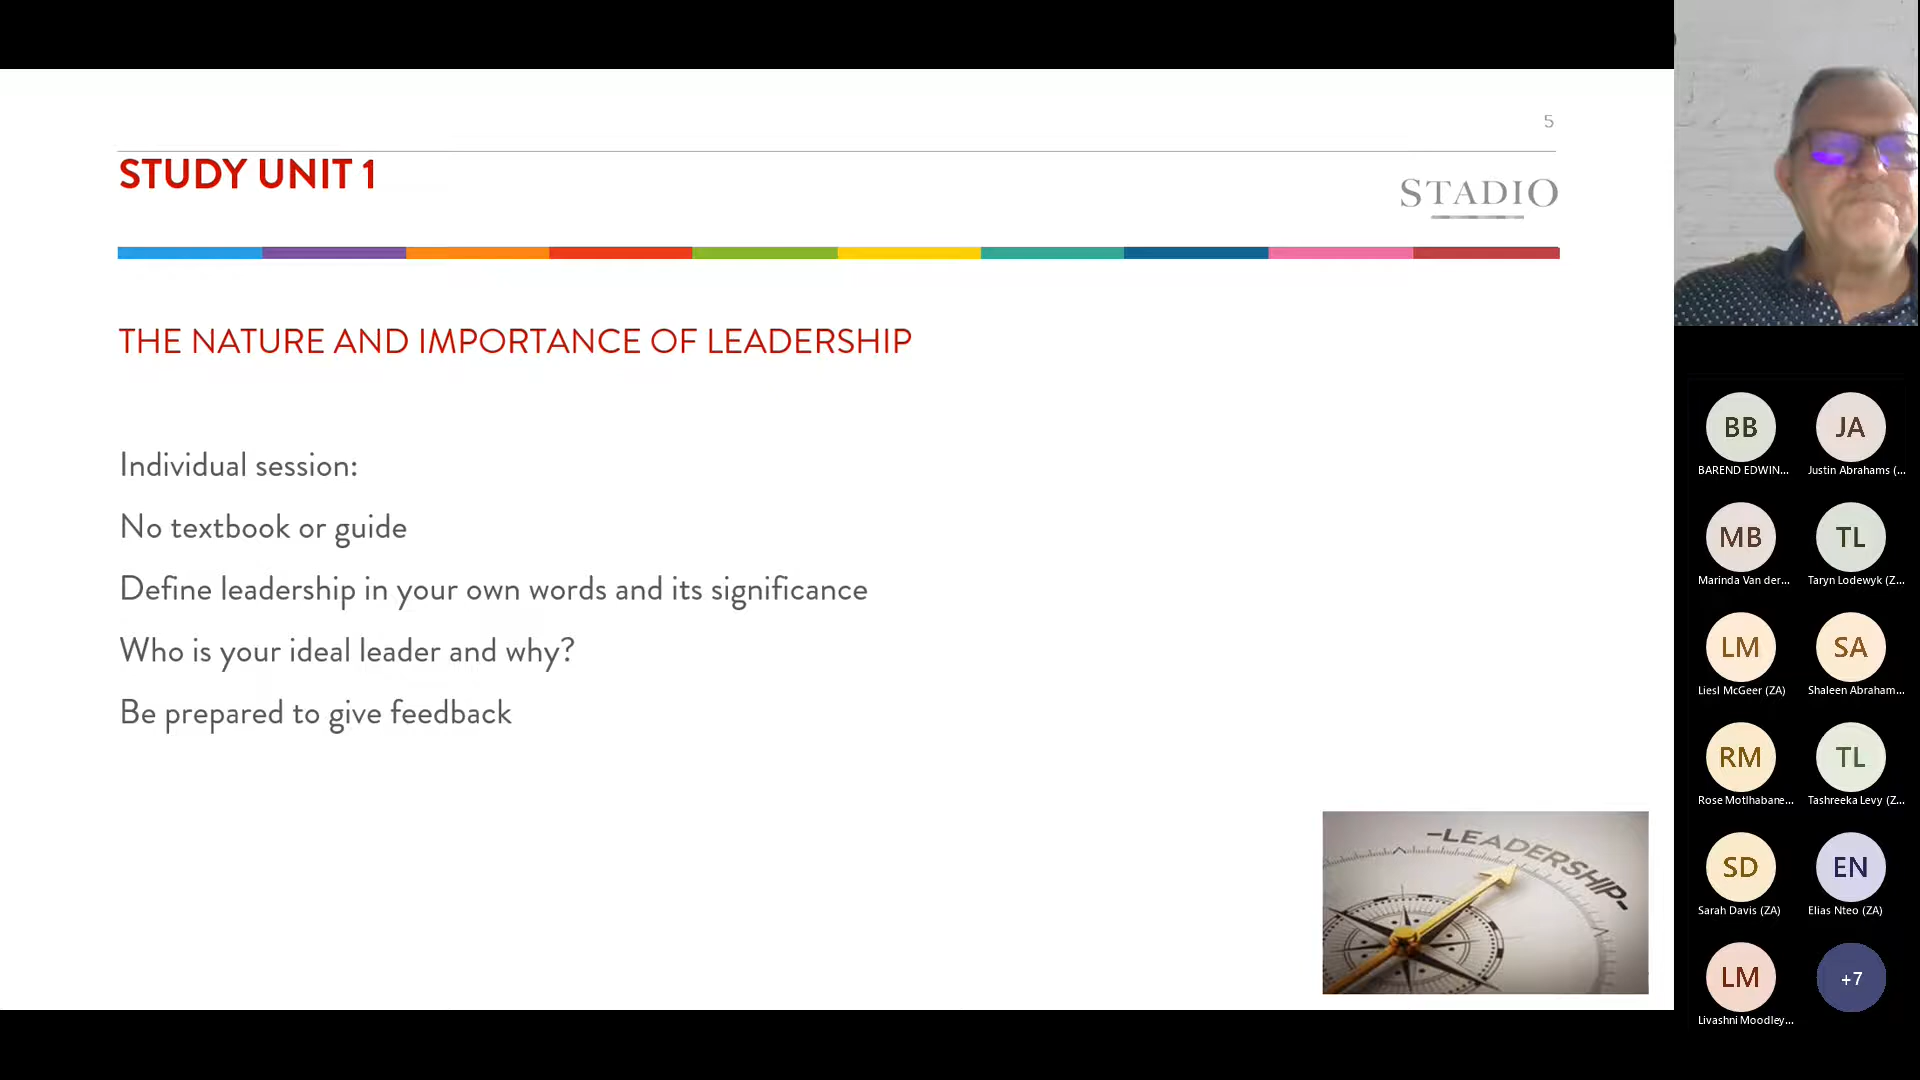 5
STUDY UNIT 1
STADIO
THE NATURE AND IMPORTANCE OF LEADERSHIP
Individual session:
No textbook or guide
Define leadership in your own words and its significance
Who is your ideal leader and why?
Be prepared to give feedback
-LEADERSHIP-
BB
JA
BAREND EDWIN...
Justin Abrahams (...
MB
TL
Marinda Van der...
Taryn Lodewyk (Z...
LM
SA
Liesl McGeer (ZA)
Shaleen Abraham...
RM
TL
Rose Motlhabane...
Tashreeka Levy (Z...
SD
EN
Sarah Davis (ZA)
Elias Nteo (ZA)
LM
+7
Livashni Moodley...